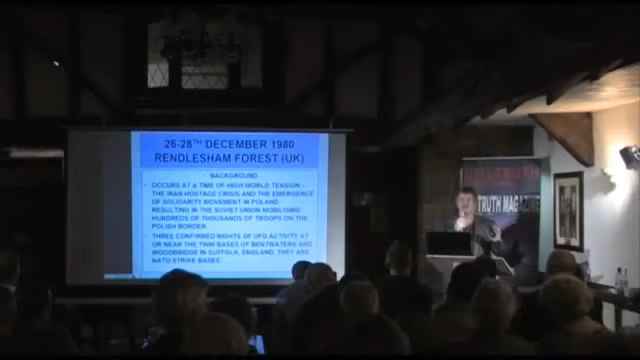 26-28TH DECEMBER 1980
RENDLESHAM FOREST (UK)
• BACKGROUND
• OCCURS AT A TIME OF HIGH WORLD TENSION –
THE IRAN HOSTAGE CRISIS AND THE EMERGENCE
OF SOLIDARITY MOVEMENT IN POLAND
RESULTING IN THE SOVIET UNION MOBILISING
HUNDREDS OF THOUSANDS OF TROOPS ON THE
POLISH BORDER.
• THREE CONFIRMED NIGHTS OF UFO ACTIVITY AT
OR NEAR THE TWIN BASES OF BENTWATERS AND
WOODBRIDGE IN SUFFOLK, ENGLAND, THEY ARE
NATO STRIKE BASES.
TRUTH MAGAZINE